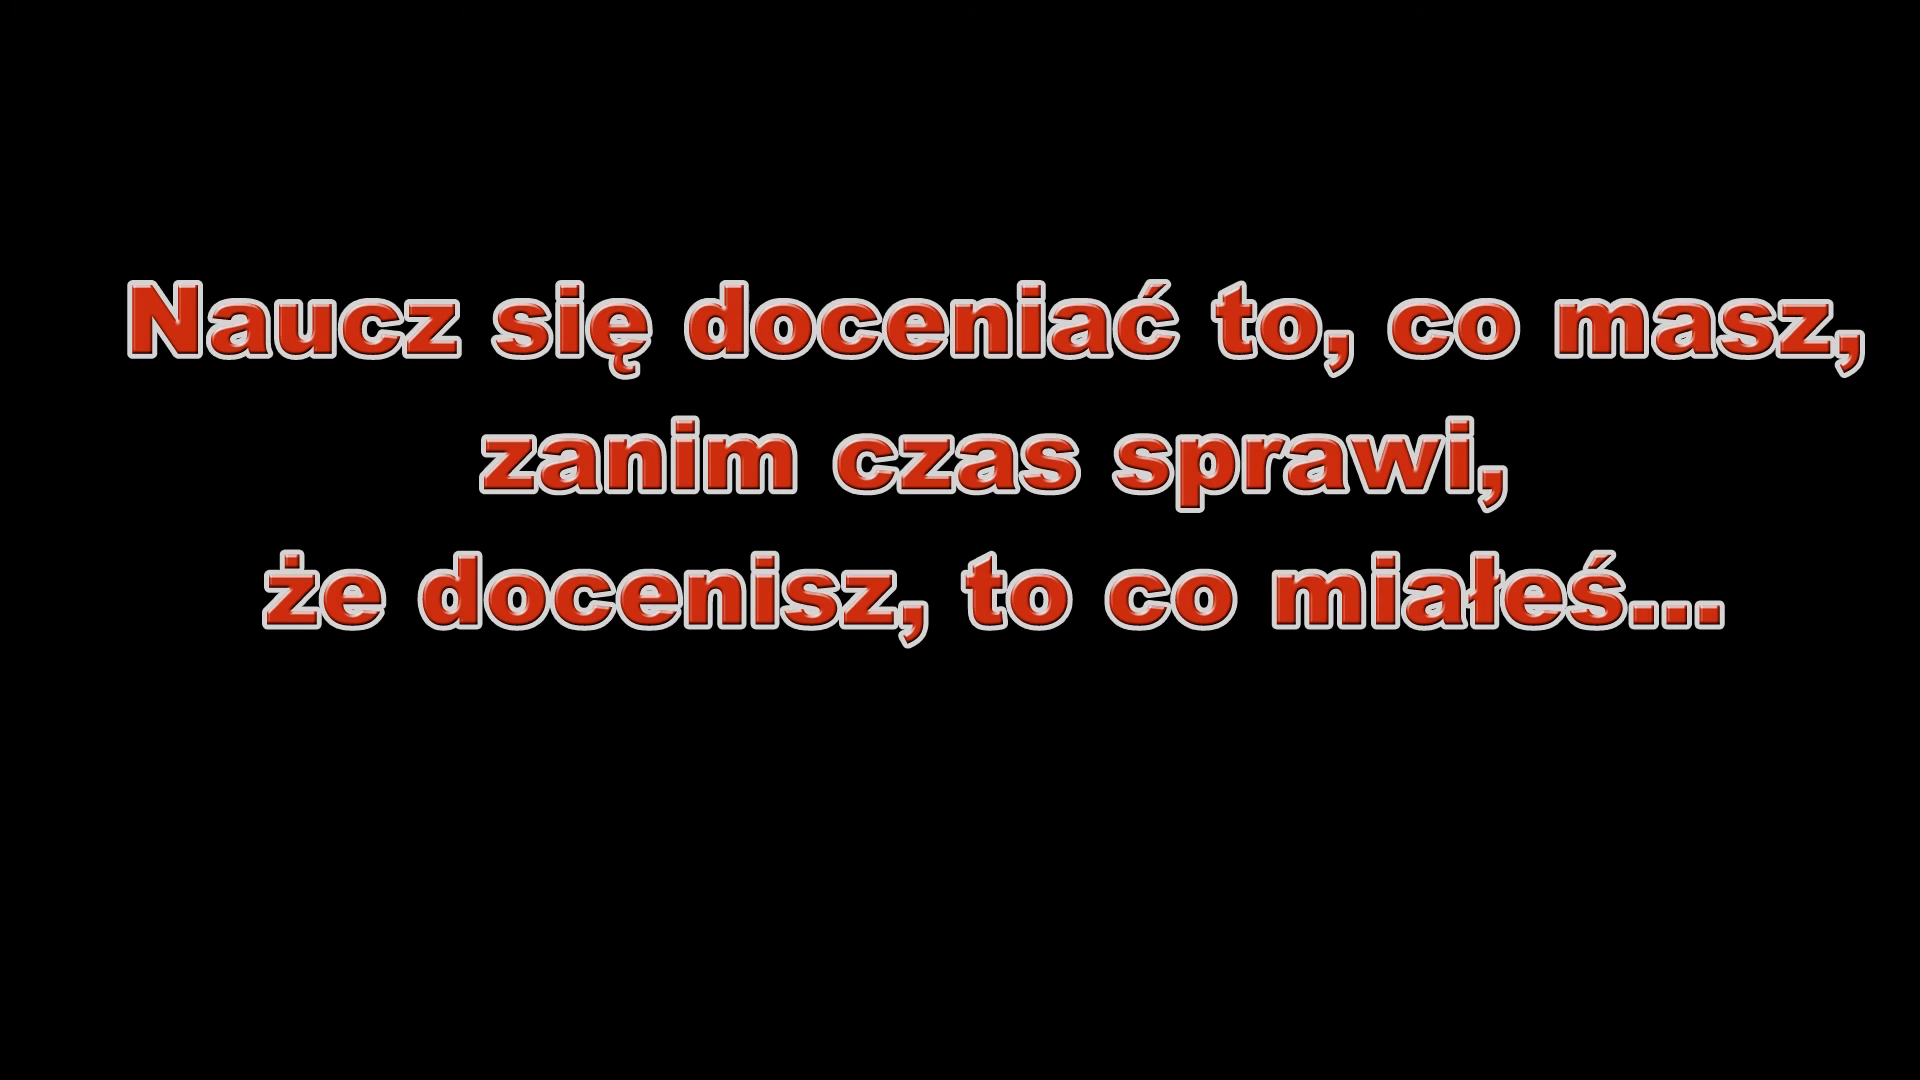 Naucz się doceniać to, co masz,
zanim czas sprawi,
że docenisz, to co miałeś...